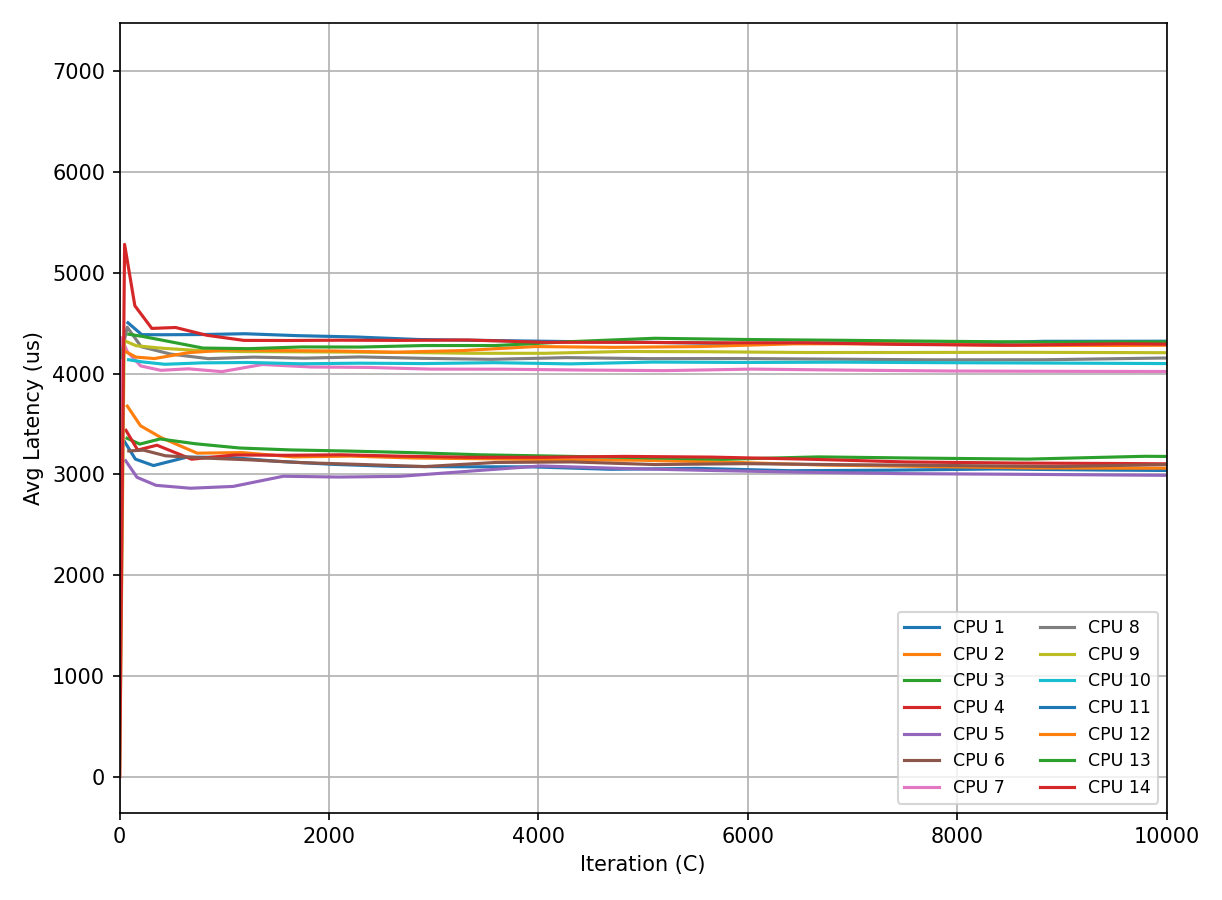 7000
6000
5000
4000
3000
2000
1000
0
Avg Latency (us)
0 2000 4000 6000 8000 10000
Iteration (C)
CPU 1
CPU 2
CPU 3
CPU 4
CPU 5
CPU 6
CPU 7
CPU 8
CPU 9
CPU 10
CPU 11
CPU 12
CPU 13
CPU 14